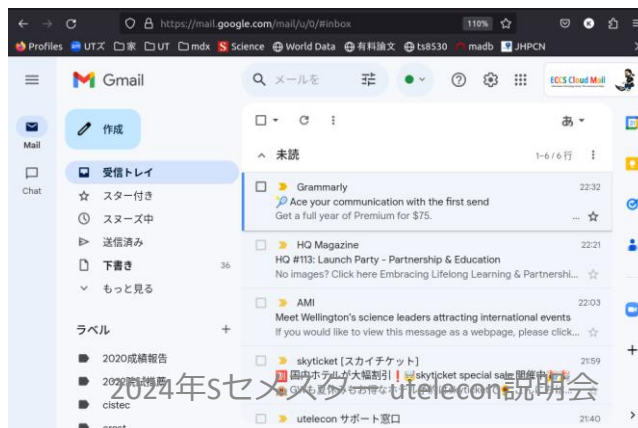 https://mail.google.com/mail/u/0/#inbox
110%
Profiles
UTズ
家
UT
mdx
Science
World Data
有料論文
ts8530
madb
JHPCN
Gmail
メールを
ECCS Cloud Mail
Mail
Chat
作成
受信トレイ
スター付き
スヌーズ中
送信済み
下書き 36
もっと見る
ラベル
2020成績報告
cistec
あ
未読 1-6/6 行
Grammarly 22:32
Ace your communication with the first send
Get a full year of Premium for $75. ...
HQ Magazine 22:21
HQ #113: Launch Party - Partnership & Education
No images? Click here Embracing Lifelong Learning & Partnershi...
AMI 22:03
Meet Wellington's science leaders attracting international events
If you would like to view this message as a webpage, please click...
skyticket [スカイチケット] 21:59
国内ホテルが大幅割引❗skyticket special sale 開催中
utelecon サポート窓口 21:40
2024年Sセメスター utelecon説明会